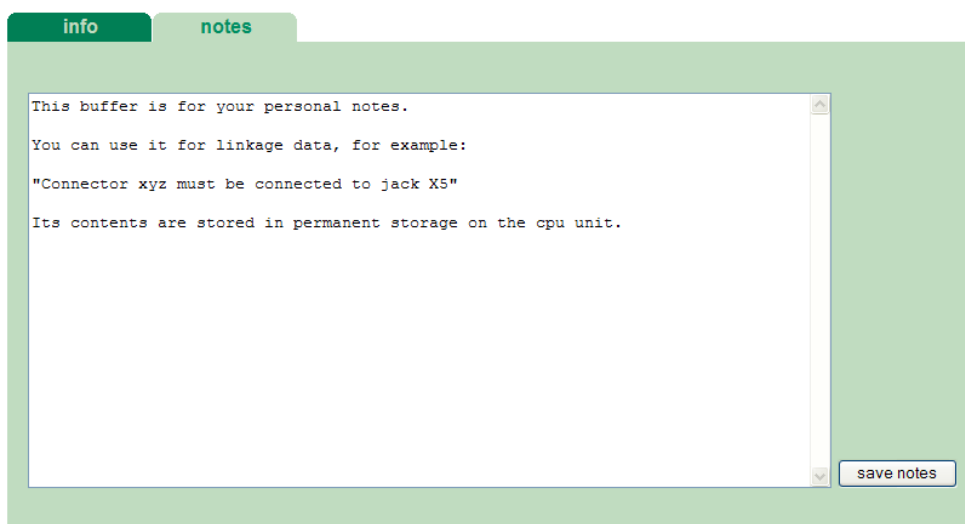 info notes
This buffer is for your personal notes.
You can use it for linkage data, for example:
"Connector xyz must be connected to jack X5"
Its contents are stored in permanent storage on the cpu unit.
save notes